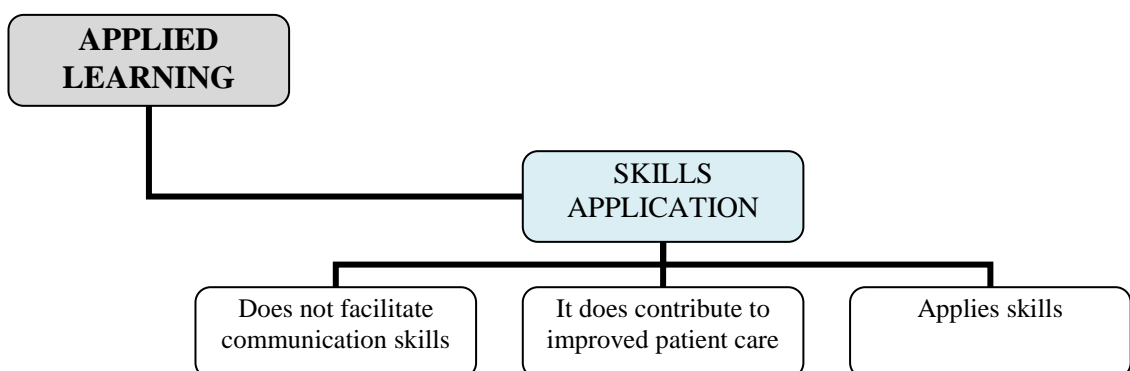 APPLIED
LEARNING
SKILLS
APPLICATION
Does not facilitate
communication skills
It does contribute to
improved patient care
Applies skills